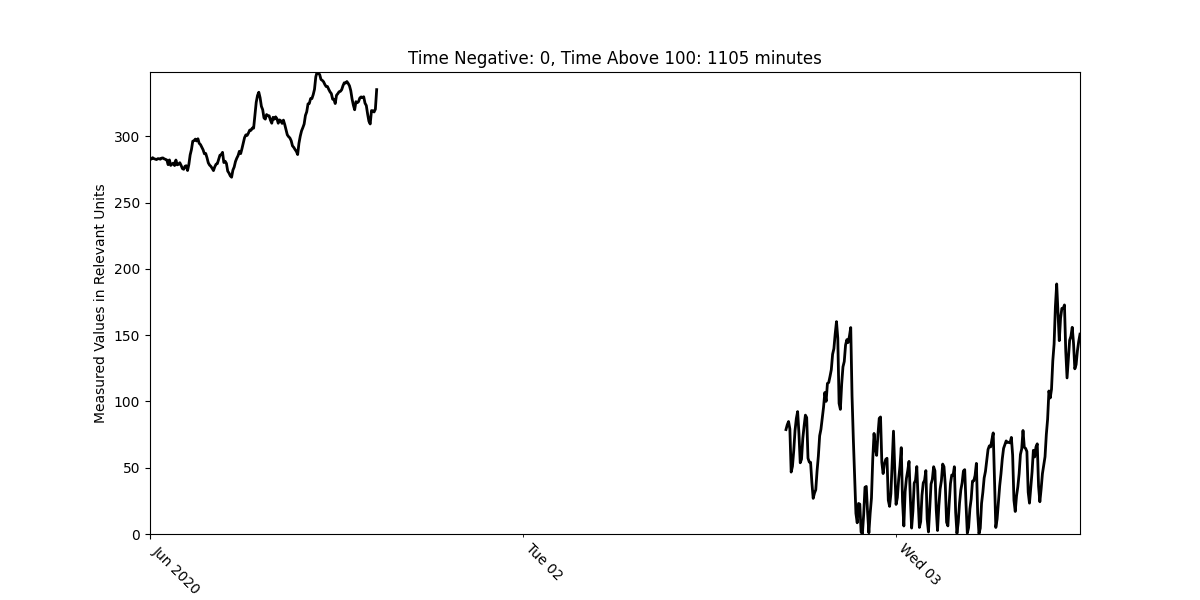 Time Negative: 0, Time Above 100: 1105 minutes
Measured Values in Relevant Units
300
250
200
150
100
50
0
Jun 2020
Tue 02
Wed 03